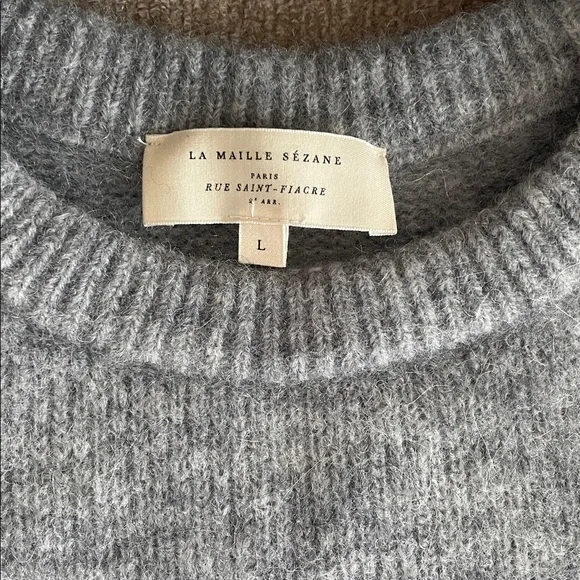 LA MAILLE SÉZANE
PARIS
RUE SAINT-FIACRE
2e ARR.
L